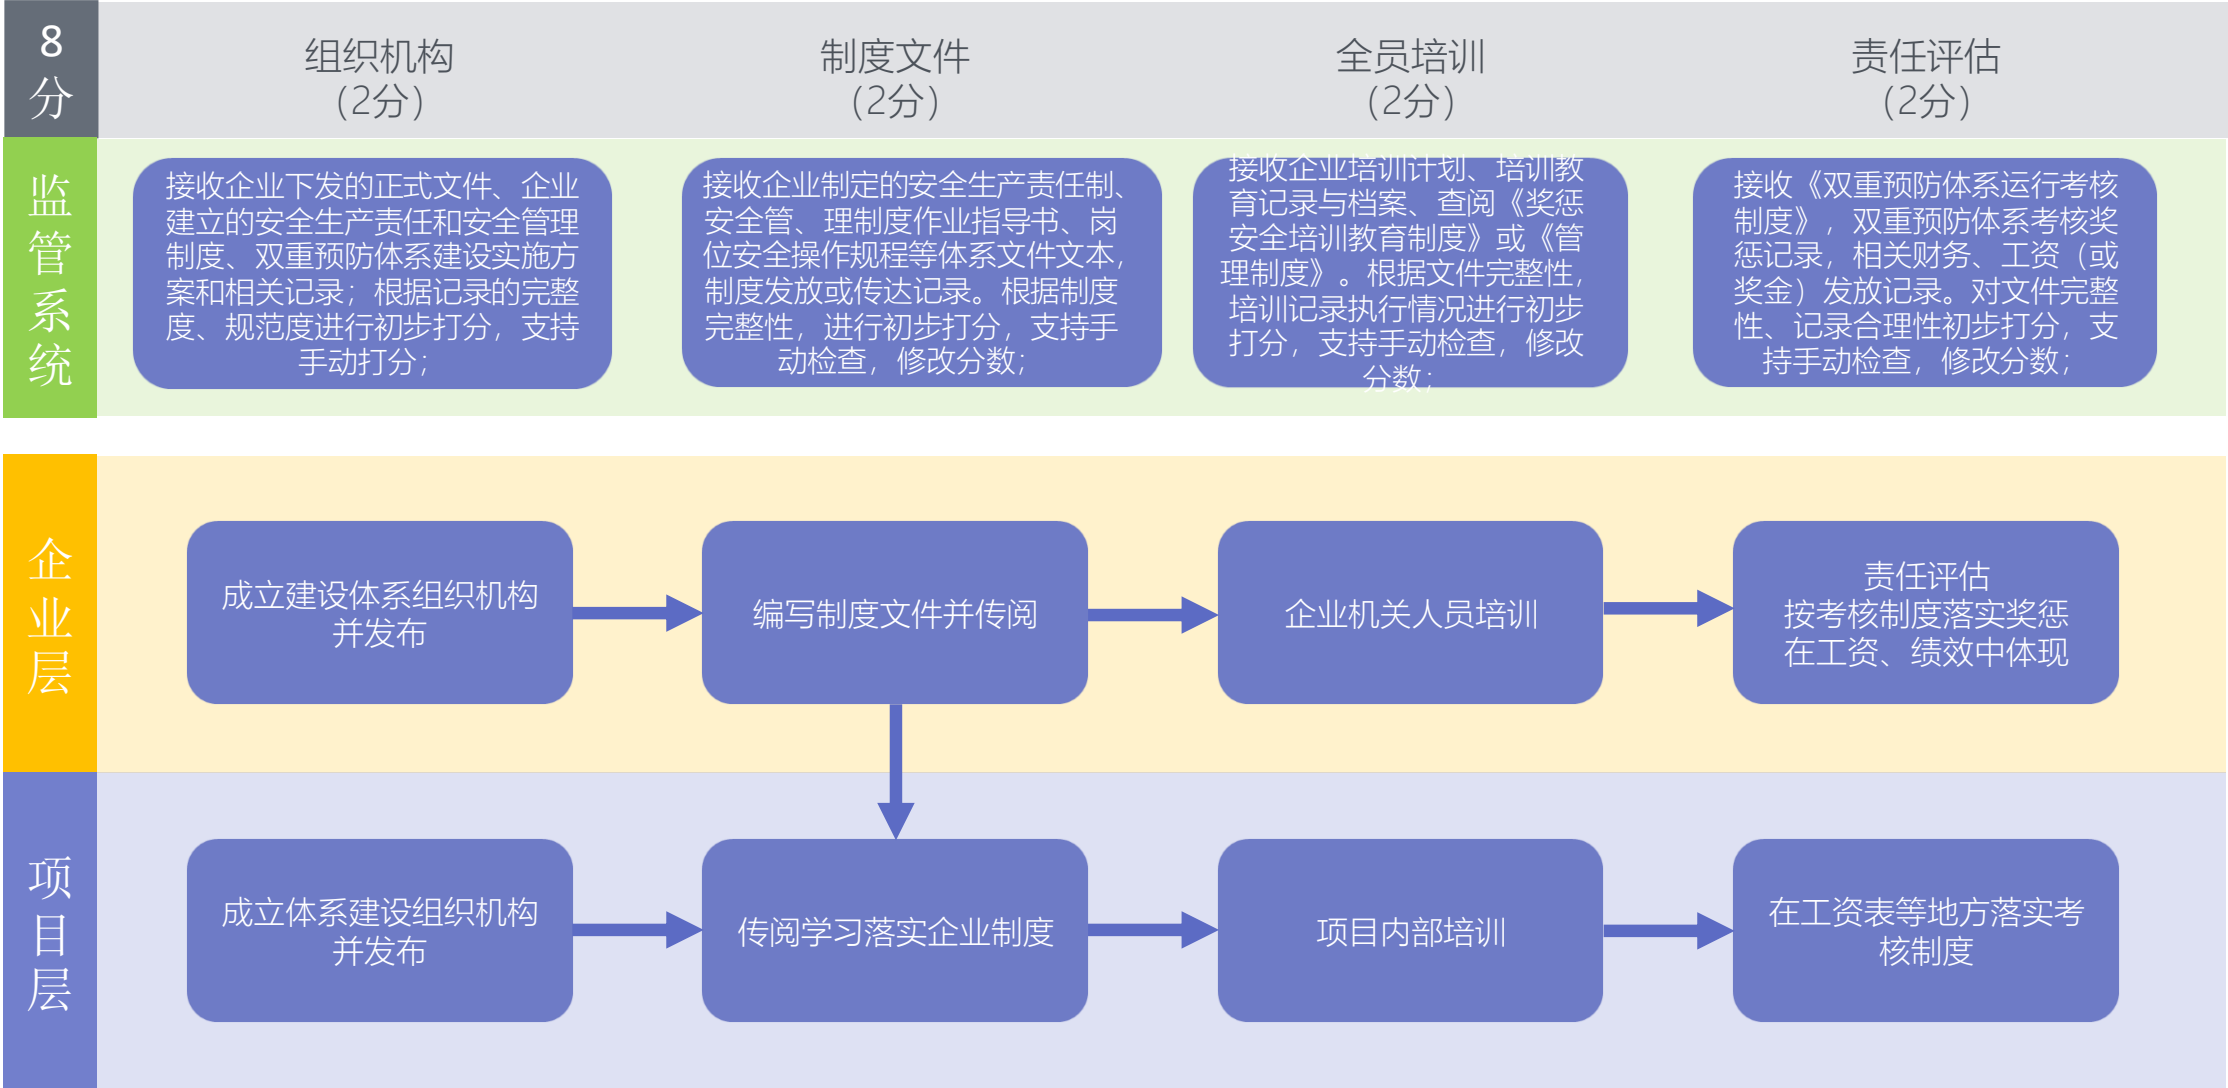 8
分
组织机构
（2分）
制度文件
（2分）
全员培训
（2分）
责任评估
（2分）
监
管
系
统
接收企业下发的正式文件、企业
建立的安全生产责任和安全管理
制度、双重预防体系建设实施方
案和相关记录；根据记录的完整
度、规范度进行初步打分，支持
手动打分；
接收企业制定的安全生产责任制、
安全管、理制度作业指导书、岗
位安全操作规程等体系文件文本，
制度发放或传达记录。根据制度
完整性，进行初步打分，支持手
动检查，修改分数；
接收企业培训计划、培训教
育记录与档案、查阅《奖惩
安全培训教育制度》或《管
理制度》。根据文件完整性，
培训记录执行情况进行初步
打分，支持手动检查，修改
分数；
接收《双重预防体系运行考核
制度》，双重预防体系考核奖
惩记录，相关财务、工资（或
奖金）发放记录。对文件完整
性、记录合理性初步打分，支
持手动检查，修改分数；
企
业
层
成立建设体系组织机构
并发布
编写制度文件并传阅
企业机关人员培训
责任评估
按考核制度落实奖惩
在工资、绩效中体现
项
目
层
成立体系建设组织机构
并发布
传阅学习落实企业制度
项目内部培训
在工资表等地方落实考
核制度